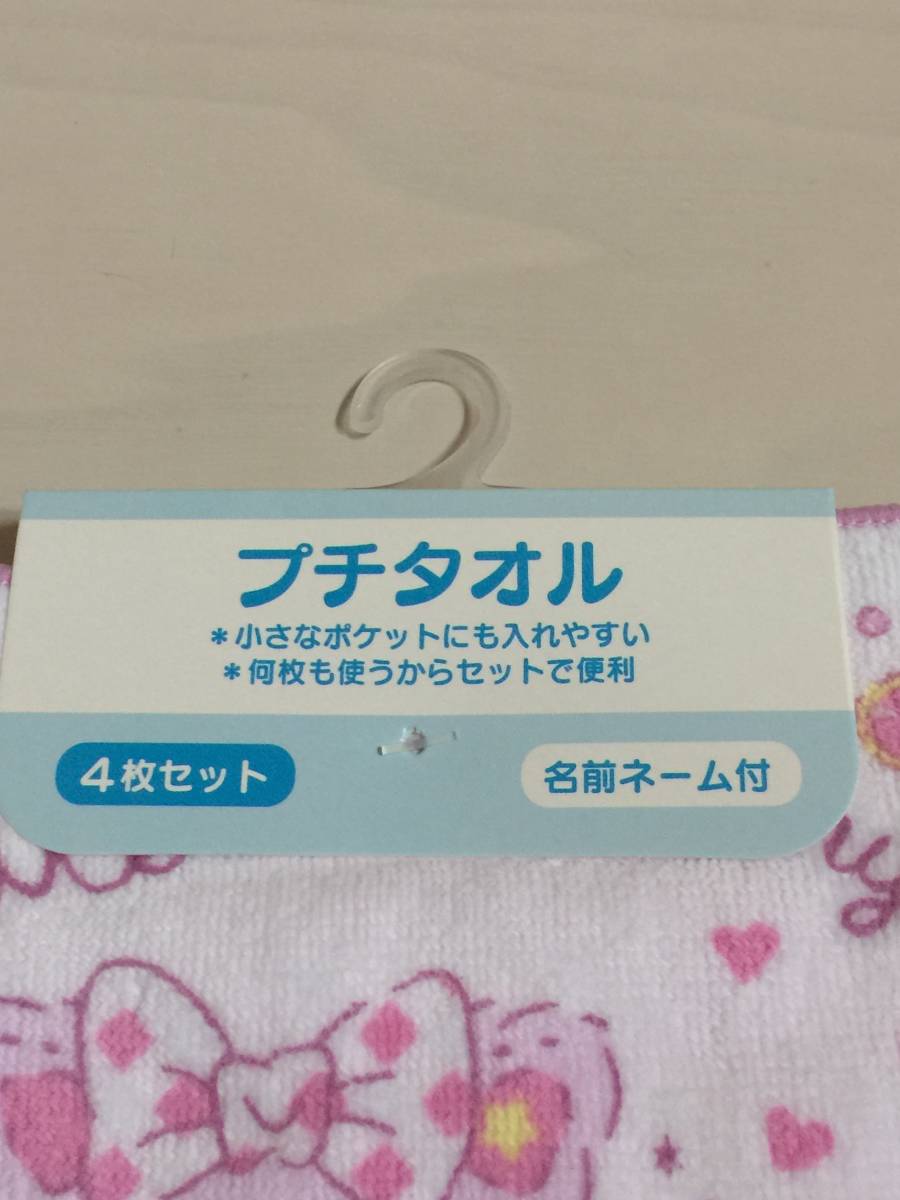 プチタオル
＊小さなポケットにも入れやすい
＊何枚も使うからセットで便利
4枚セット
名前ネーム付